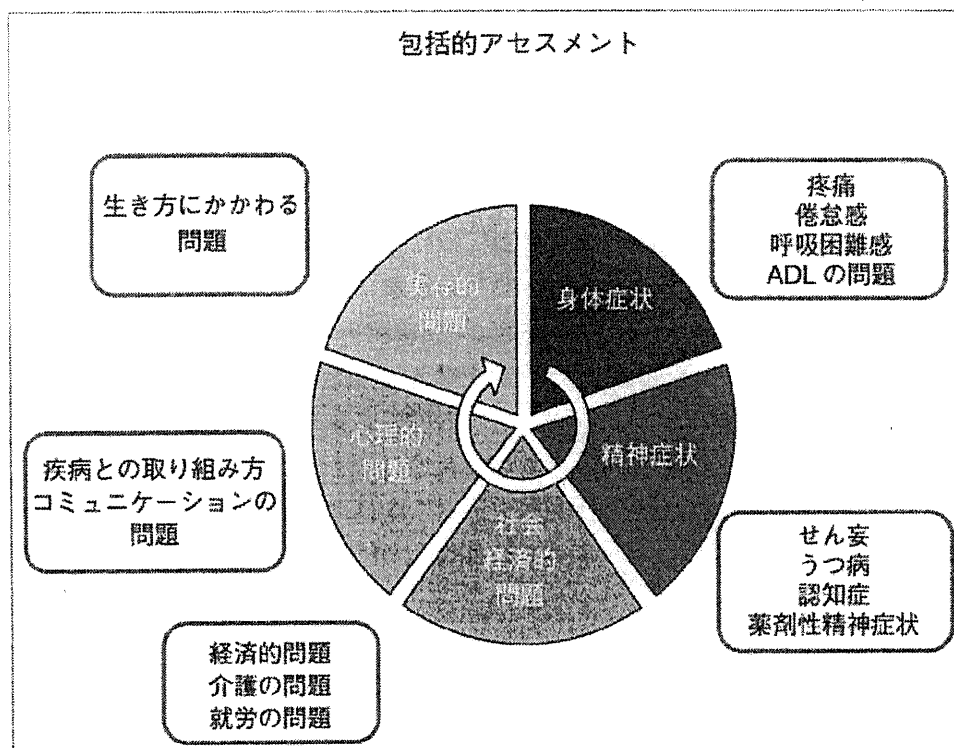 包括的アセスメント
生き方にかかわる
問題
疼痛
倦怠感
呼吸困難感
ADL の問題
実存的
問題
身体症状
心理的
問題
精神症状
社会
経済的
問題
疾病との取り組み方
コミュニケーションの
問題
せん妄
うつ病
認知症
薬剤性精神症状
経済的問題
介護の問題
就労の問題